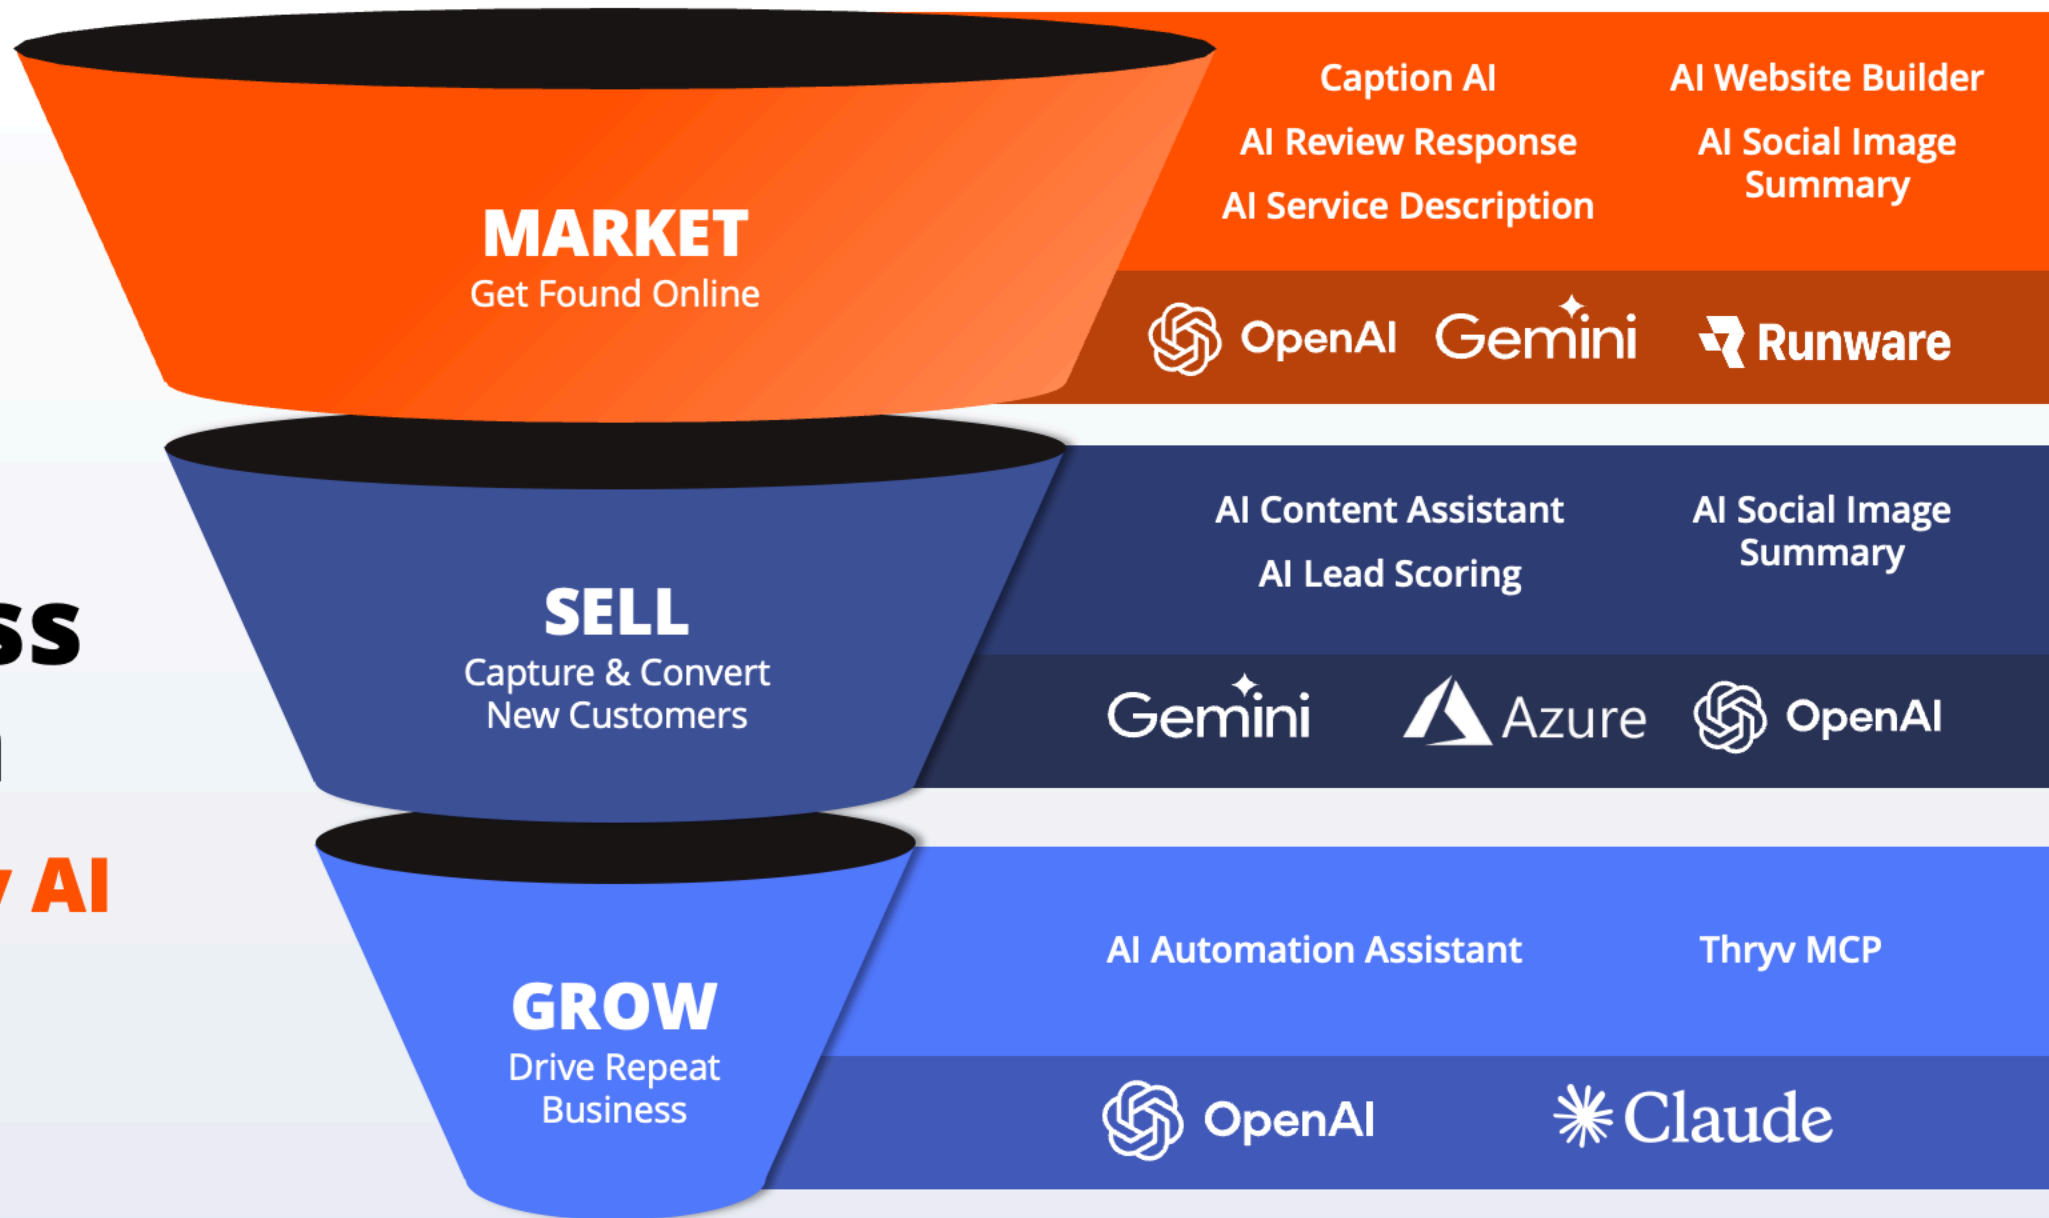 MARKET
Get Found Online
Caption AI
AI Review Response
AI Service Description
AI Website Builder
AI Social Image
Summary
OpenAI
Gemini
Runware
SELL
Capture & Convert
New Customers
AI Content Assistant
AI Lead Scoring
AI Social Image
Summary
Gemini
Azure
OpenAI
AI
GROW
Drive Repeat
Business
AI Automation Assistant
Thryv MCP
OpenAI
Claude